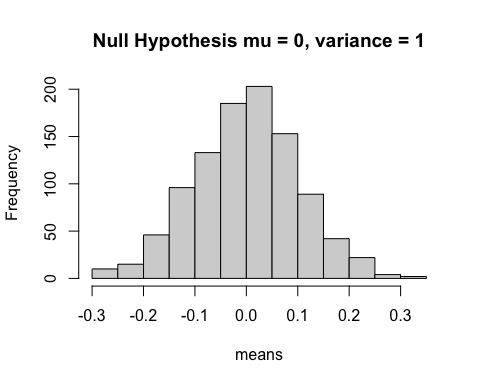 Null Hypothesis mu = 0, variance = 1
Frequency
200
150
100
50
0
-0.3 -0.2 -0.1 0.0 0.1 0.2 0.3
means